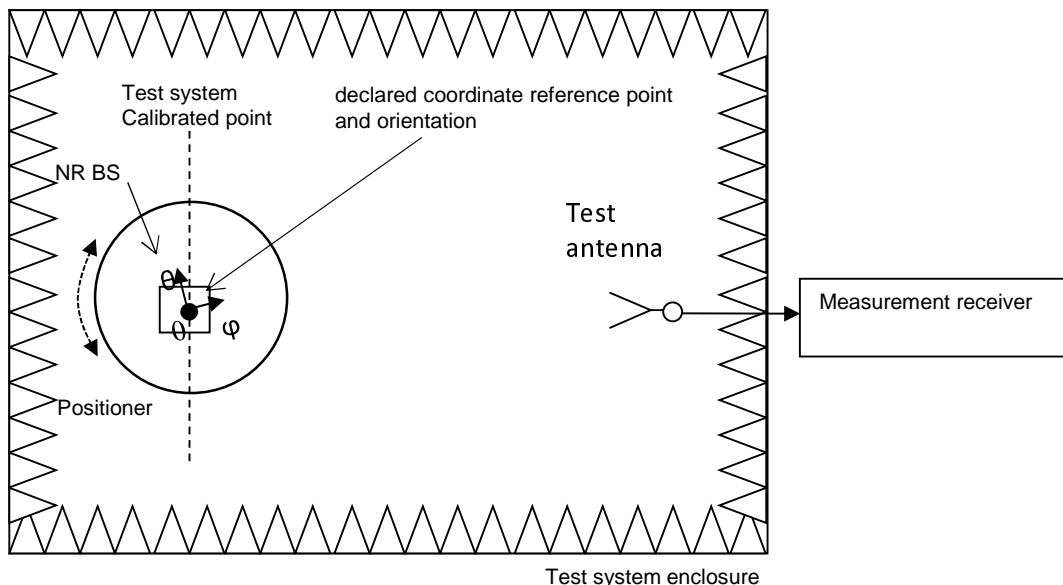 Test system
Calibrated point
declared coordinate reference point
and orientation
NR BS
Test
antenna
Measurement receiver
θ
θ
φ
Positioner
Test system enclosure